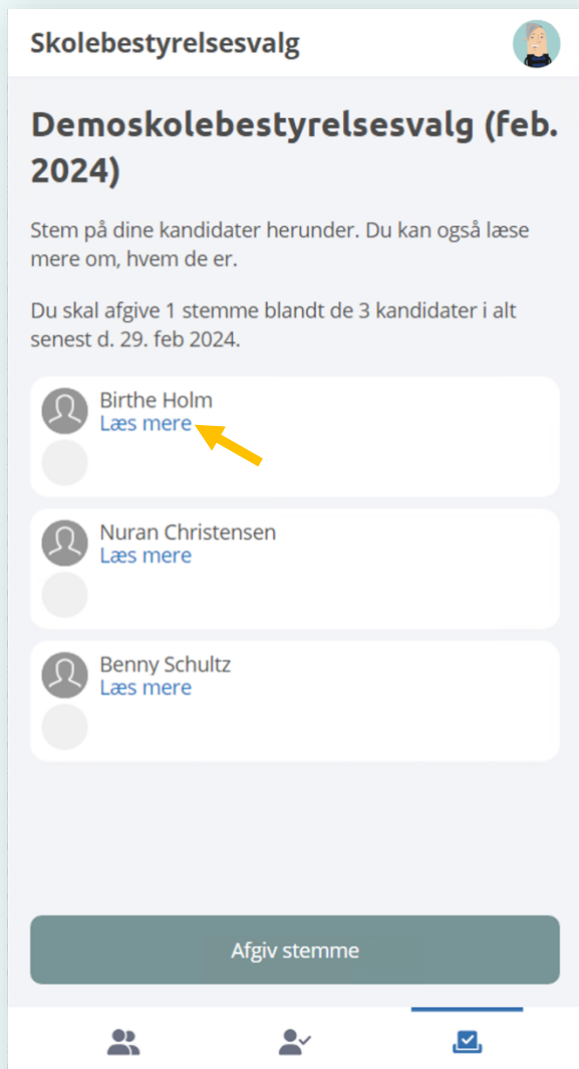 Skolebestyrelsesvalg
Demoskolebestyrelsesvalg (feb.
2024)
Stem på dine kandidater herunder. Du kan også læse
mere om, hvem de er.
Du skal afgive 1 stemme blandt de 3 kandidater i alt
senest d. 29. feb 2024.
Birthe Holm
Læs mere
Nuran Christensen
Læs mere
Benny Schultz
Læs mere
Afgiv stemme